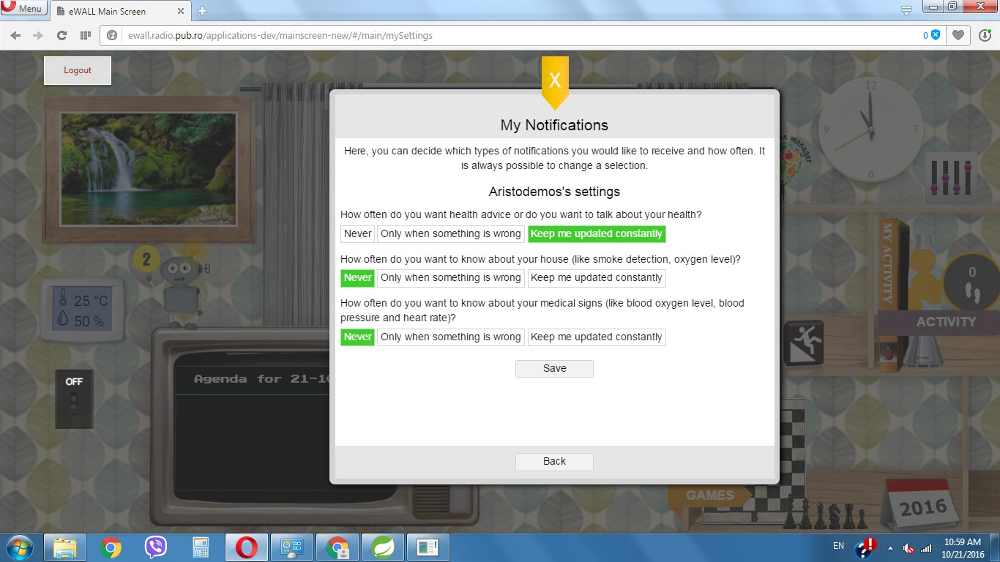 Menu
eWALL Main Screen
ewall.radio.pub.ro/applications-dev/mainscreen-new/#/main/mySettings
0
Logout
X
My Notifications
Here, you can decide which types of notifications you would like to receive and how often. It
is always possible to change a selection.
Aristodemos's settings
How often do you want health advice or do you want to talk about your health?
Never Only when something is wrong Keep me updated constantly
How often do you want to know about your house (like smoke detection, oxygen level)?
Never Only when something is wrong Keep me updated constantly
How often do you want to know about your medical signs (like blood oxygen level, blood
pressure and heart rate)?
Never Only when something is wrong Keep me updated constantly
Save
Back
2
25 °C
50 %
OFF
Agenda for 21-1
12
9
3
6
manager
MY ACTIVITY
0
ACTIVITY
GAMES
2016
EN
10:59 AM
10/21/2016